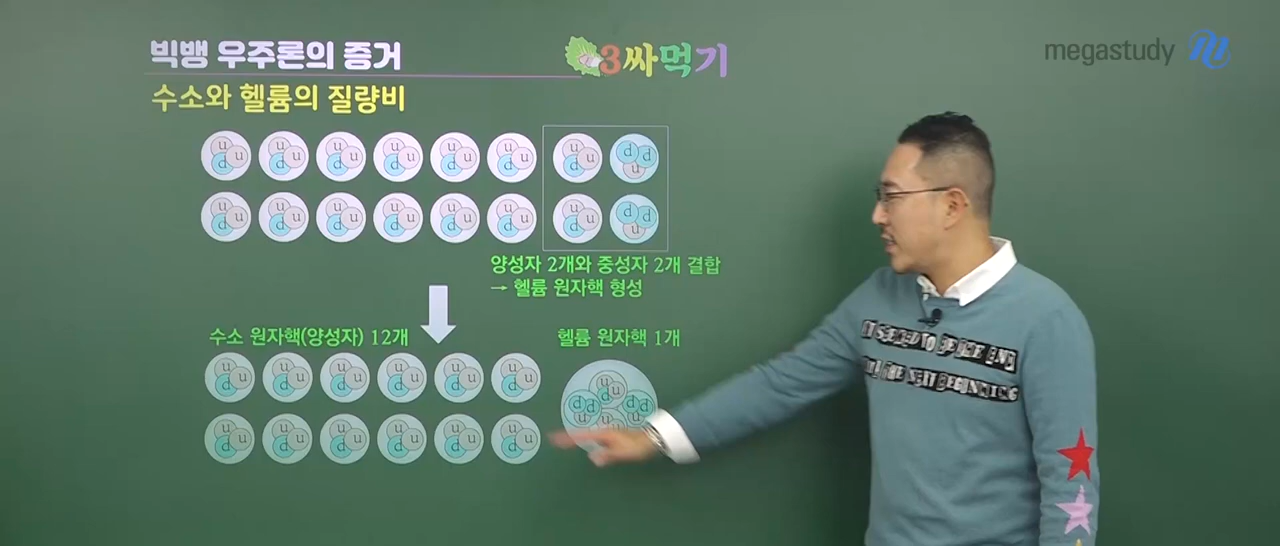 빅뱅 우주론의 증거
3싸먹기
megastudy
수소와 헬륨의 질량비
u u d u u d u u d u u d u u d u u d u u d d d u
u u d u u d u u d u u d u u d u u d u u d d d u
양성자 2개와 중성자 2개 결합
→ 헬륨 원자핵 형성
수소 원자핵(양성자) 12개
헬륨 원자핵 1개
u u d u u d u u d u u d u u d u u d
u u d u u d u u d u u d u u d u u d